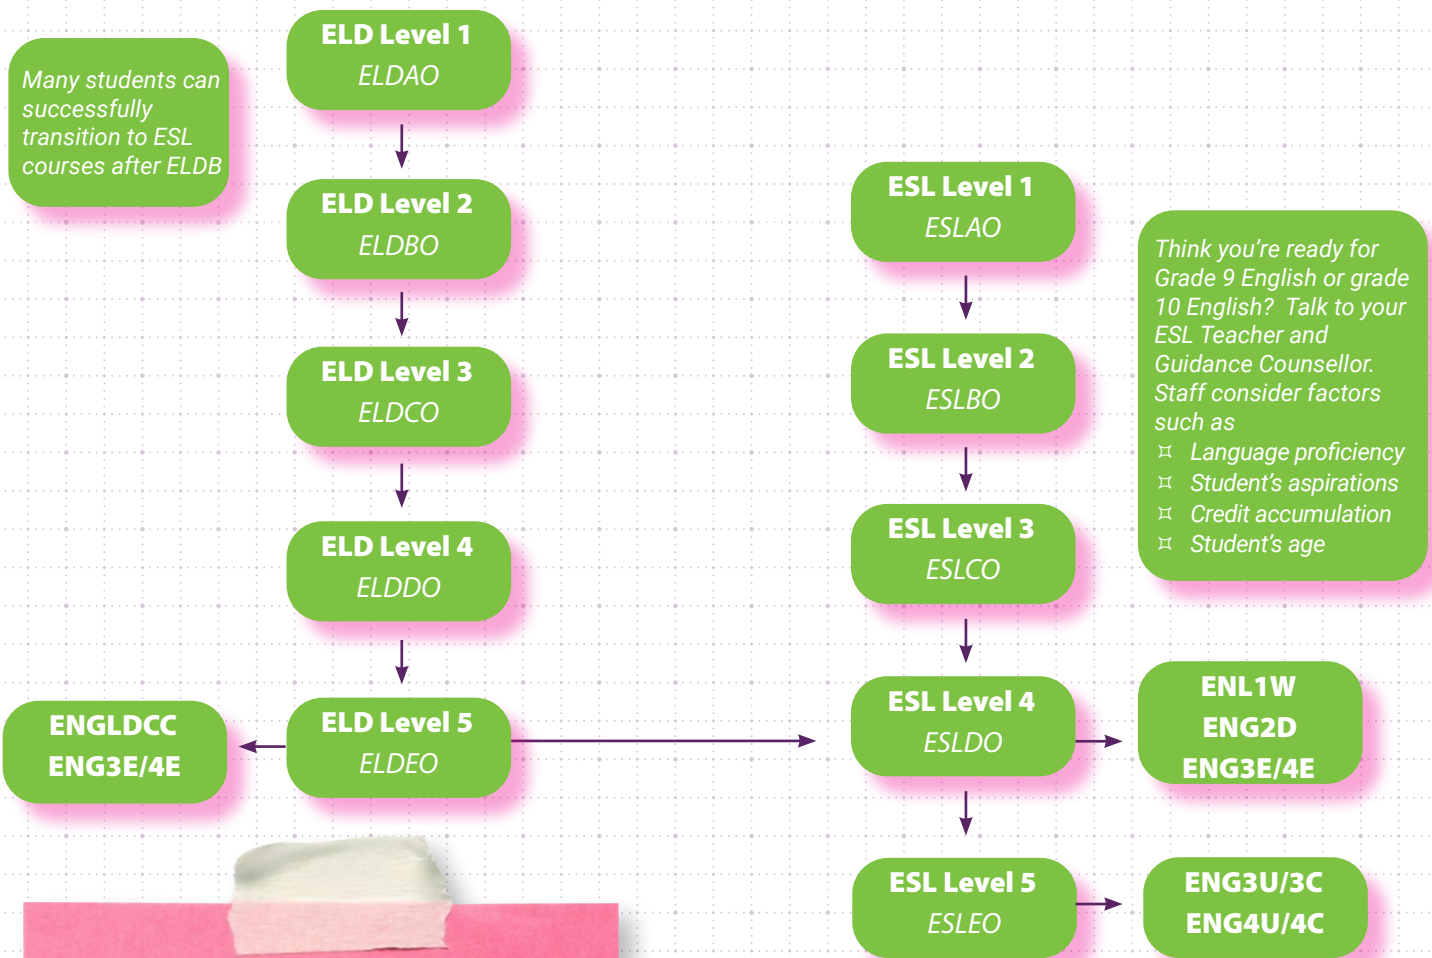 Many students can
successfully
transition to ESL
courses after ELDB
ELD Level 1
ELDAO
ELD Level 2
ELDBO
ELD Level 3
ELDCO
ELD Level 4
ELDDO
ELD Level 5
ELDEO
ENGLDCC
ENG3E/4E
ESL Level 1
ESLAO
ESL Level 2
ESLBO
ESL Level 3
ESLCO
ESL Level 4
ESLDO
ESL Level 5
ESLEO
Think you're ready for
Grade 9 English or grade
10 English?  Talk to your
ESL Teacher and
Guidance Counsellor.
Staff consider factors
such as
¤ Language proficiency
¤ Student's aspirations
¤ Credit accumulation
¤ Student's age
ENL1W
ENG2D
ENG3E/4E
ENG3U/3C
ENG4U/4C